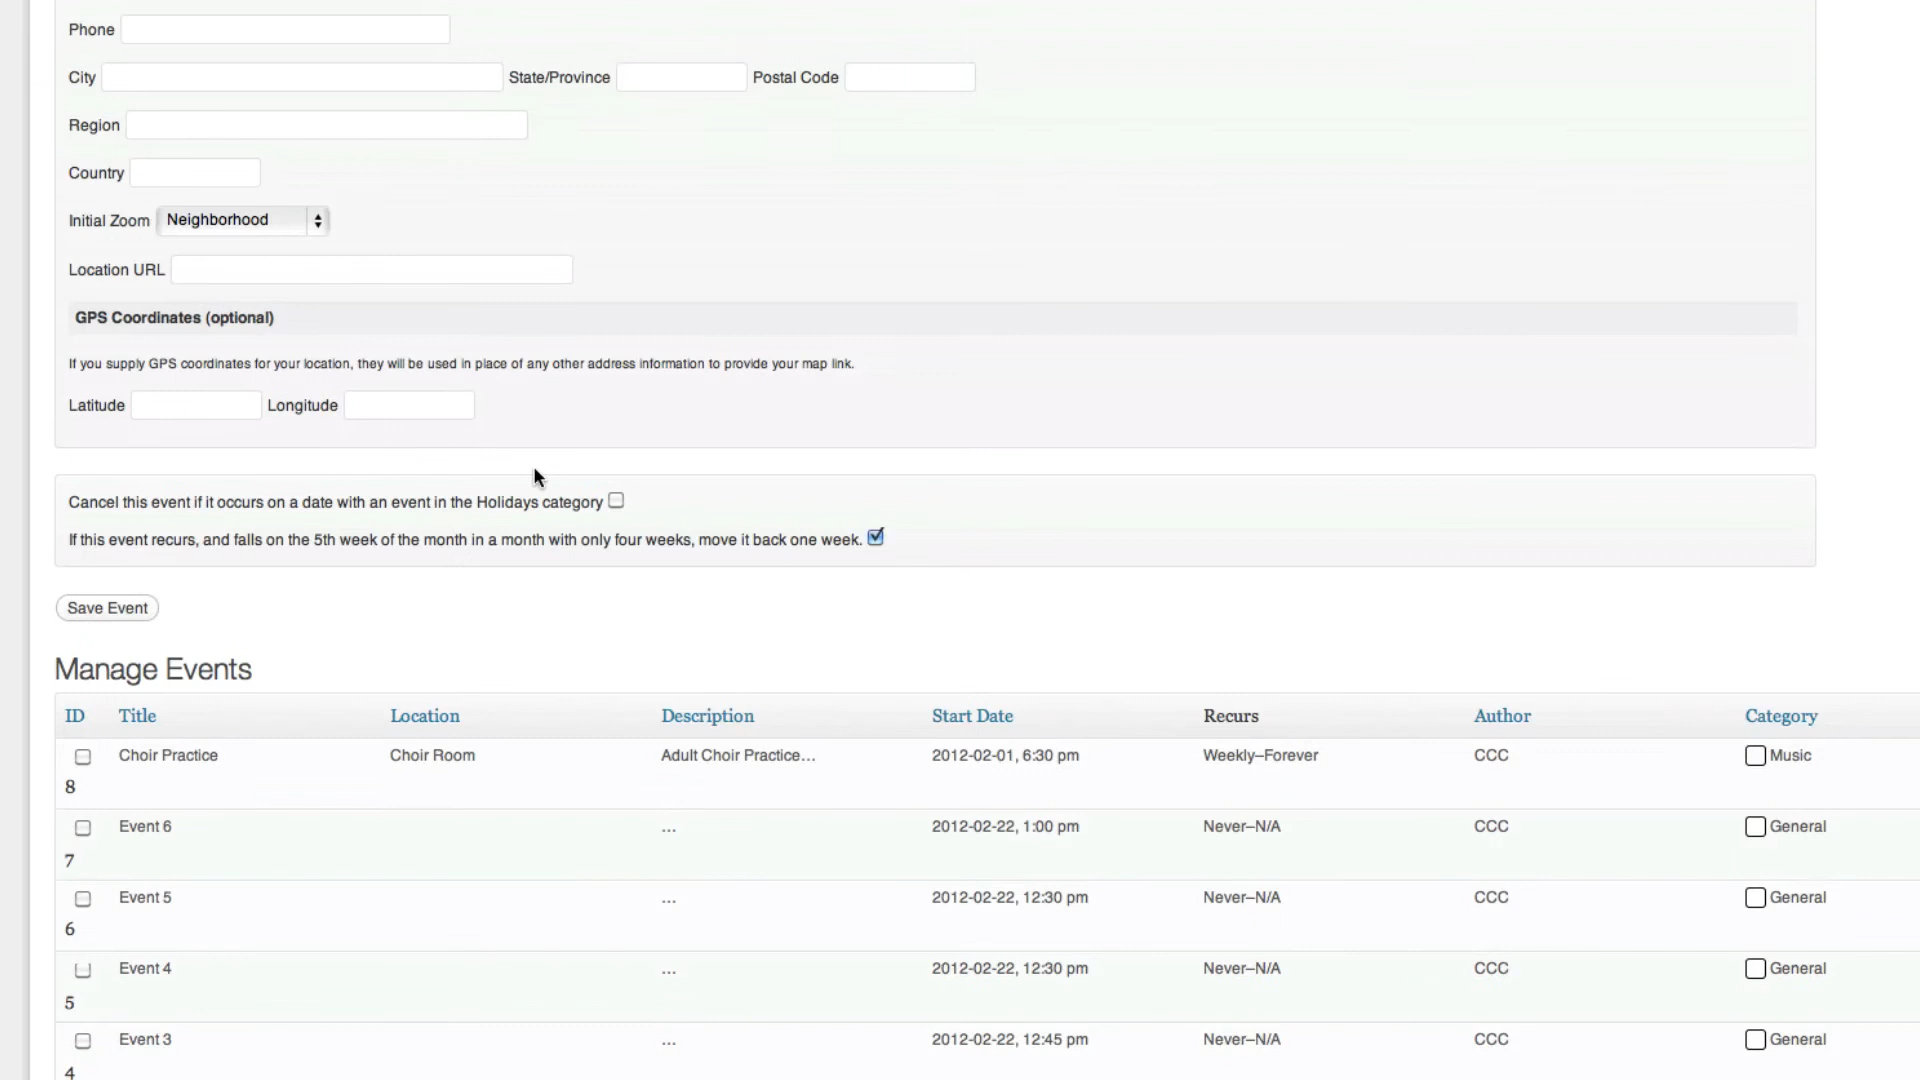 Phone
City State/Province Postal Code
Region
Country
Initial Zoom Neighborhood
Location URL
GPS Coordinates (optional)
If you supply GPS coordinates for your location, they will be used in place of any other address information to provide your map link.
Latitude Longitude
Cancel this event if it occurs on a date with an event in the Holidays category
If this event recurs, and falls on the 5th week of the month in a month with only four weeks, move it back one week.
Save Event
Manage Events
ID Title Location Description Start Date Recurs Author Category
Choir Practice Choir Room Adult Choir Practice... 2012-02-01, 6:30 pm Weekly–Forever CCC Music
8
Event 6 ... 2012-02-22, 1:00 pm Never–N/A CCC General
7
Event 5 ... 2012-02-22, 12:30 pm Never–N/A CCC General
6
Event 4 ... 2012-02-22, 12:30 pm Never–N/A CCC General
5
Event 3 ... 2012-02-22, 12:45 pm Never–N/A CCC General
4